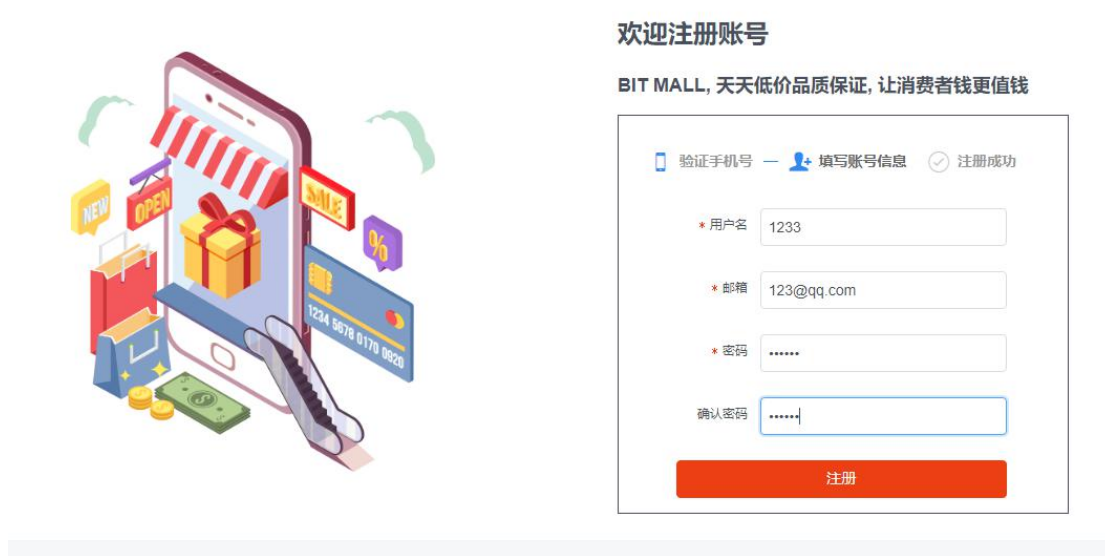 欢迎注册账号
BIT MALL, 天天低价品质保证, 让消费者钱更值钱
验证手机号 — 填写账号信息 注册成功
* 用户名 1233
* 邮箱 123@qq.com
* 密码 ••••••
确认密码 ••••••
注册
NEW
OPEN
SALE
%
1234 5678 0170 0920